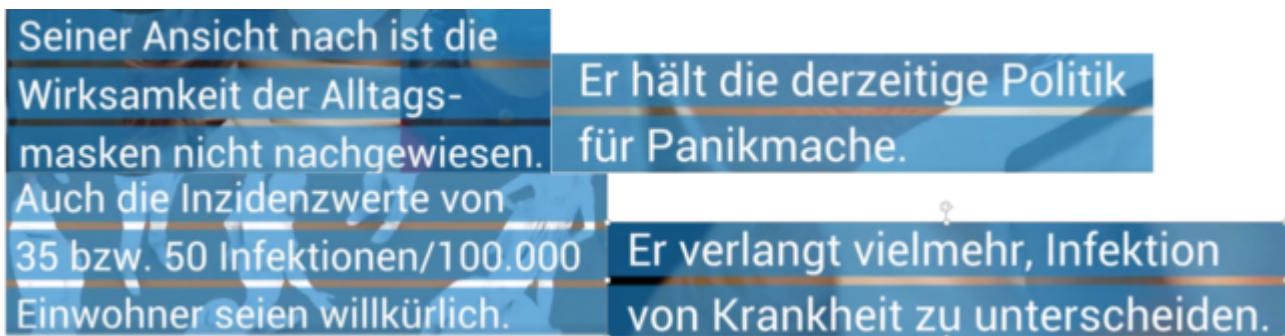 Seiner Ansicht nach ist die
Wirksamkeit der Alltags-
masken nicht nachgewiesen.
Er hält die derzeitige Politik
für Panikmache.
Auch die Inzidenzwerte von
35 bzw. 50 Infektionen/100.000
Einwohner seien willkürlich.
Er verlangt vielmehr, Infektion
von Krankheit zu unterscheiden.